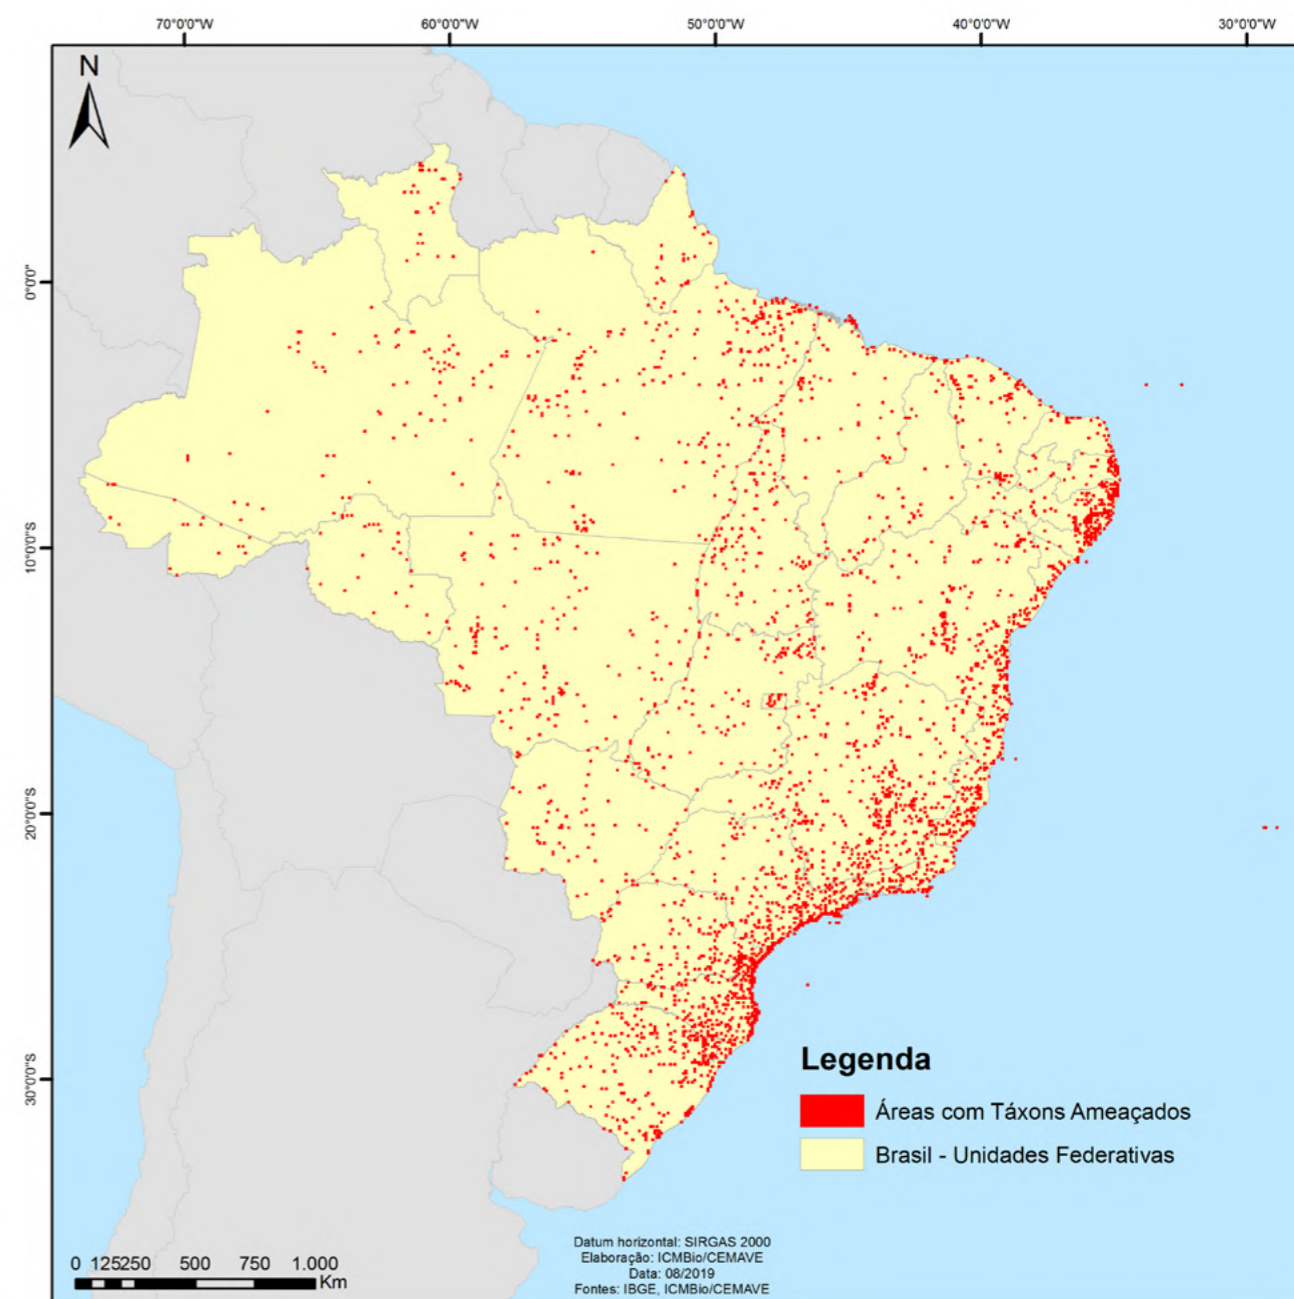 70°0'0"W 60°0'0"W 50°0'0"W 40°0'0"W 30°0'0"W
N
0°0'0"
10°0'0"S
20°0'0"S
30°0'0"S
Legenda
Áreas com Táxons Ameaçados
Brasil - Unidades Federativas
0 125250 500 750 1.000
Km
Datum horizontal: SIRGAS 2000
Elaboração: ICMBio/CEMAVE
Data: 08/2019
Fontes: IBGE, ICMBio/CEMAVE